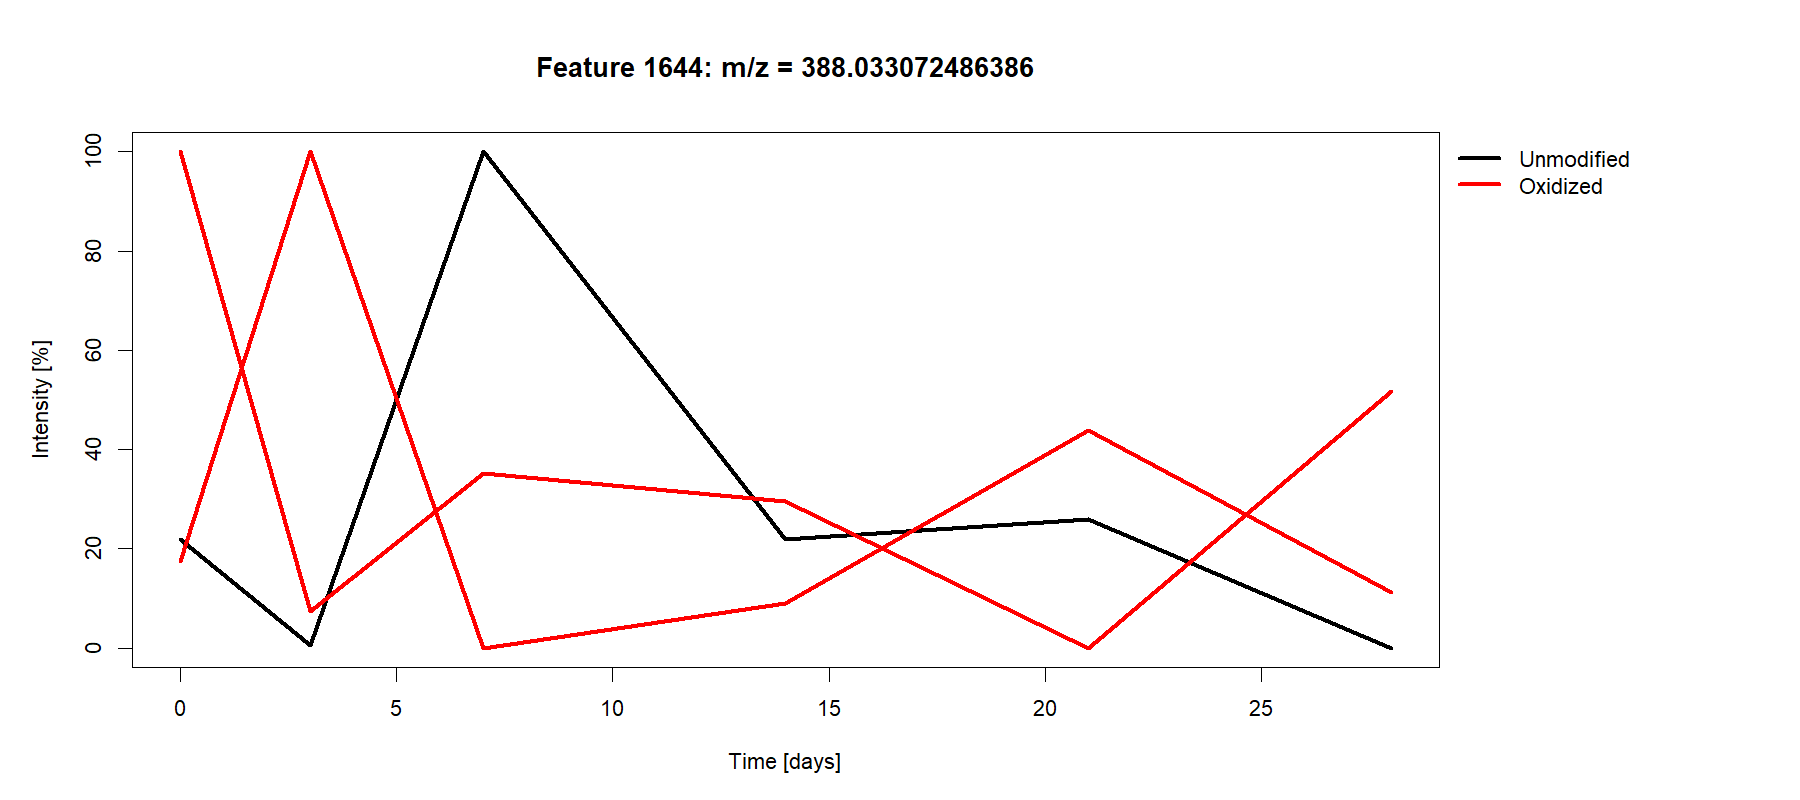 Feature 1644: m/z = 388.033072486386
Unmodified
Oxidized
Intensity [%]
100
80
60
40
20
0
0 5 10 15 20 25
Time [days]